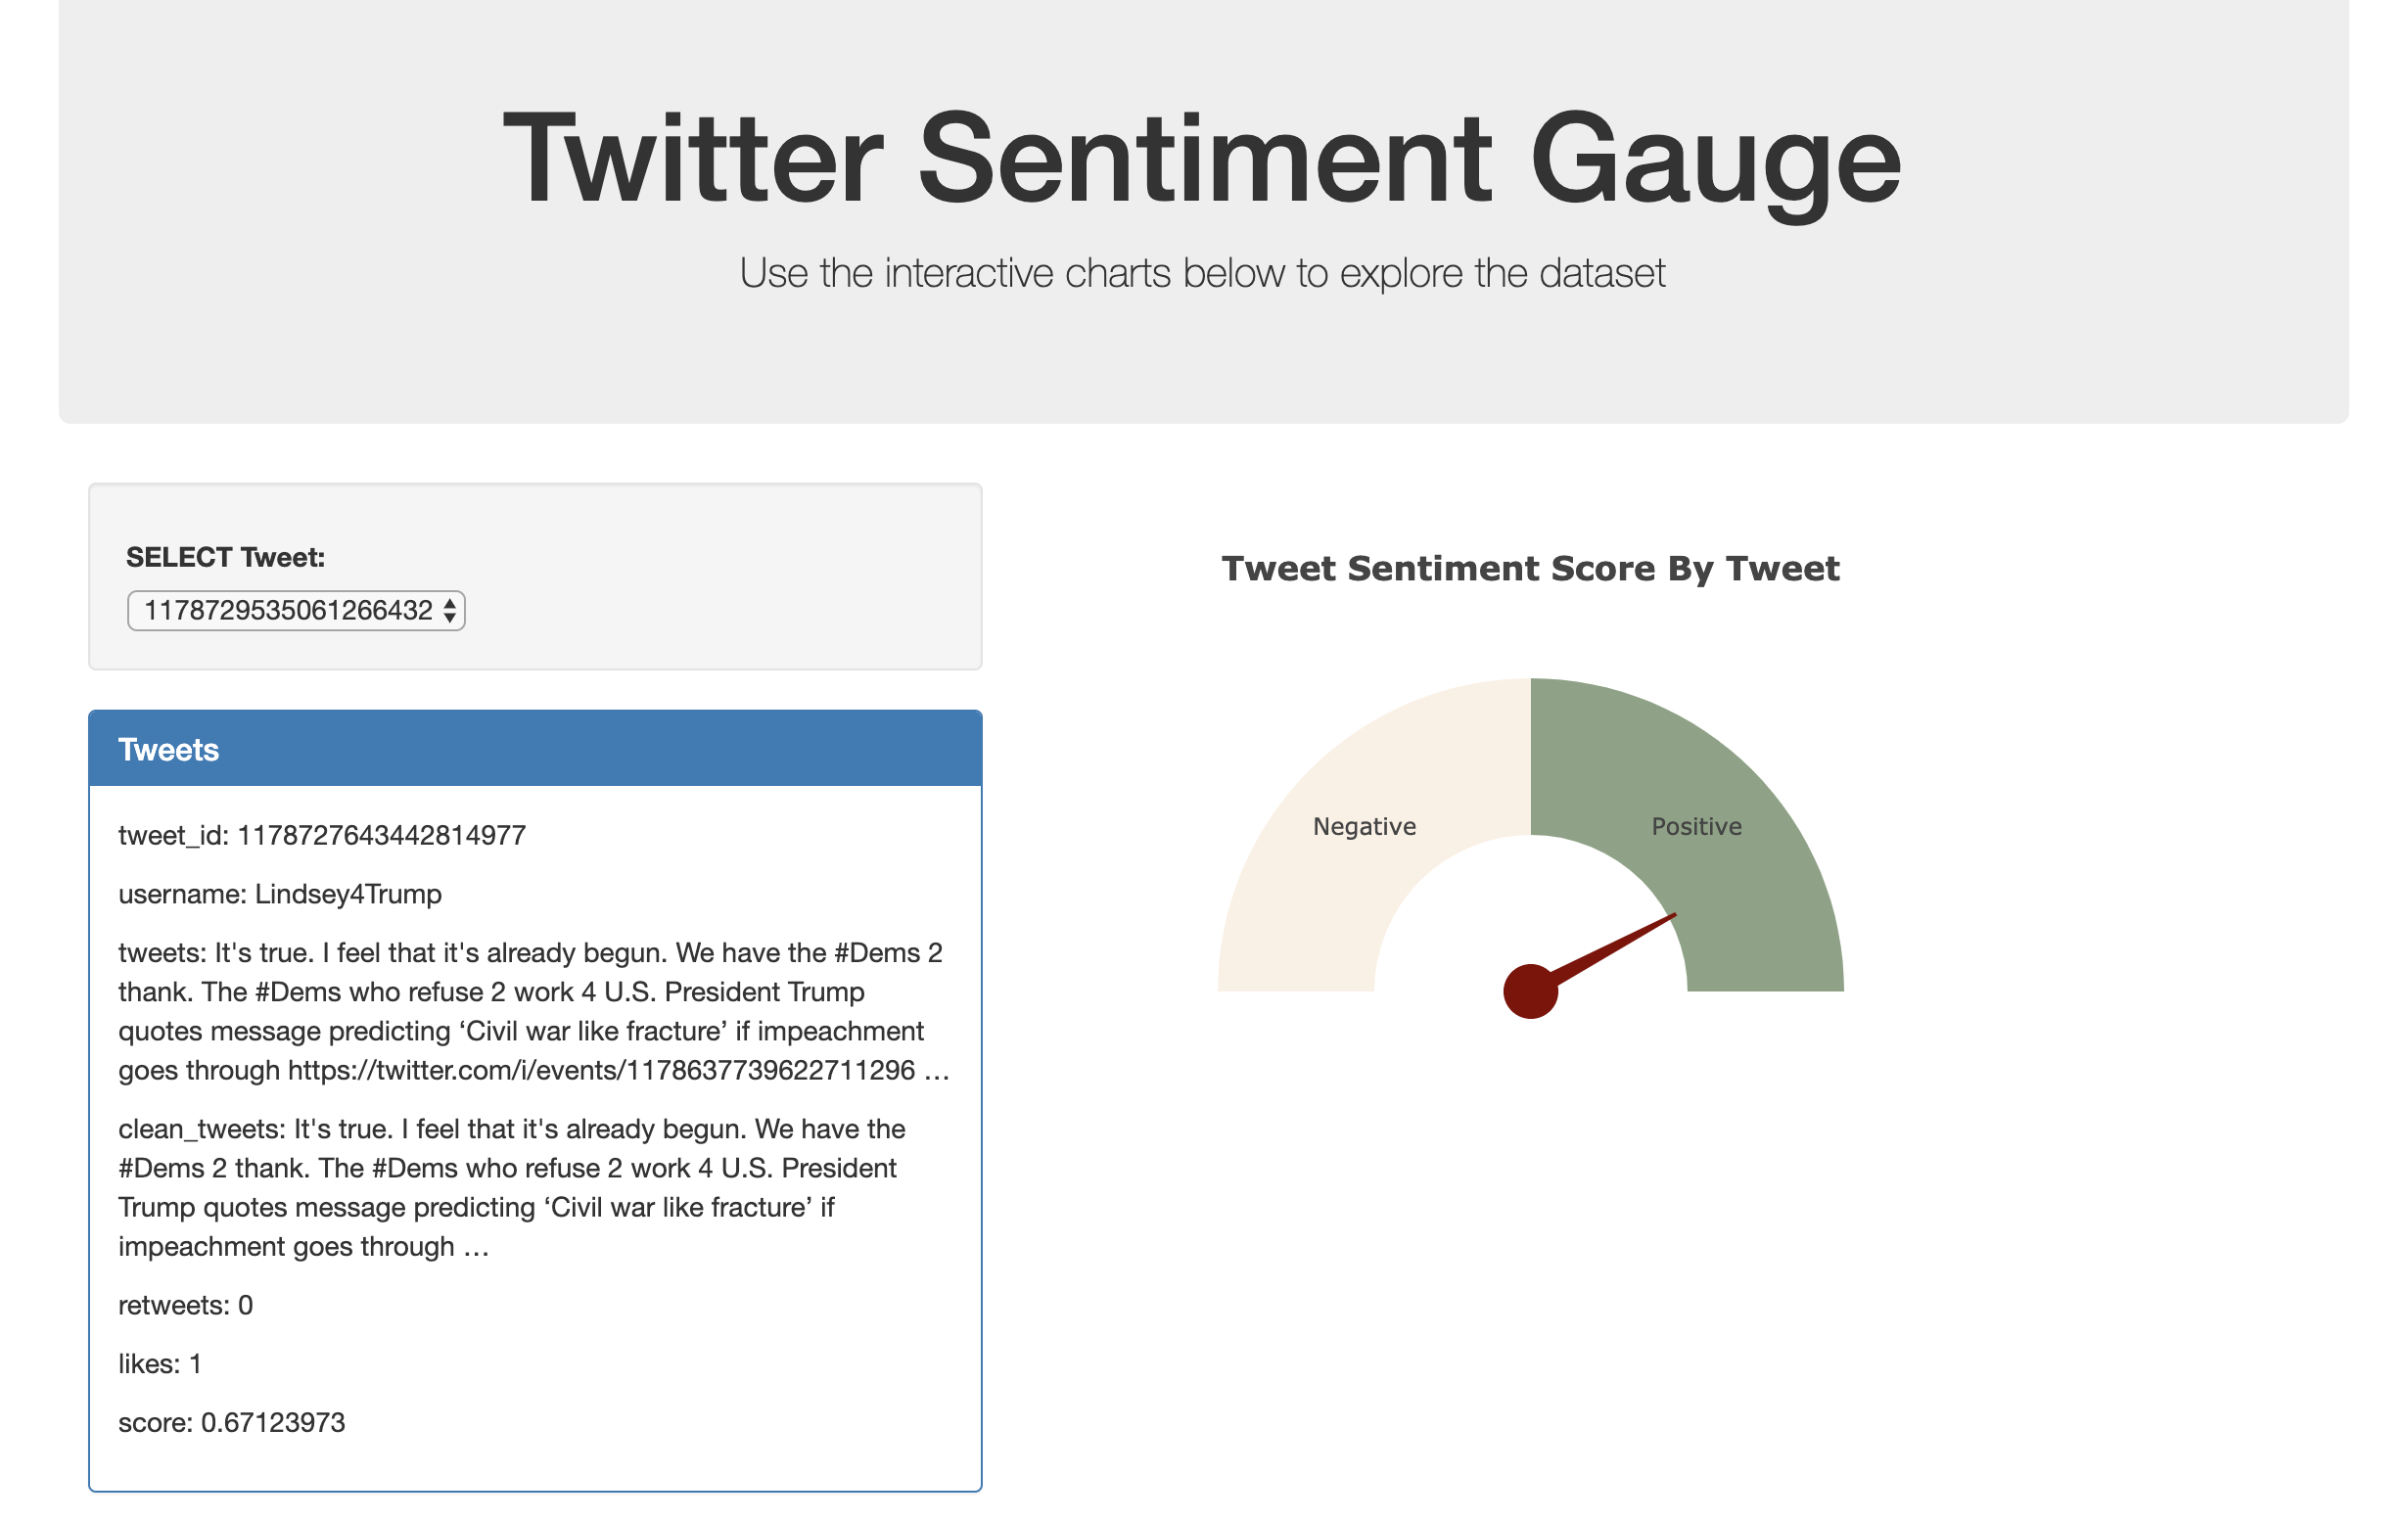 Twitter Sentiment Gauge
Use the interactive charts below to explore the dataset
SELECT Tweet:
1178729535061266432
Tweets
tweet_id: 1178727643442814977
username: Lindsey4Trump
tweets: It's true. I feel that it's already begun. We have the #Dems 2
thank. The #Dems who refuse 2 work 4 U.S. President Trump
quotes message predicting ‘Civil war like fracture’ if impeachment
goes through https://twitter.com/i/events/1178637739622711296 …
clean_tweets: It's true. I feel that it's already begun. We have the
#Dems 2 thank. The #Dems who refuse 2 work 4 U.S. President
Trump quotes message predicting ‘Civil war like fracture’ if
impeachment goes through …
retweets: 0
likes: 1
score: 0.67123973
Tweet Sentiment Score By Tweet
Negative
Positive